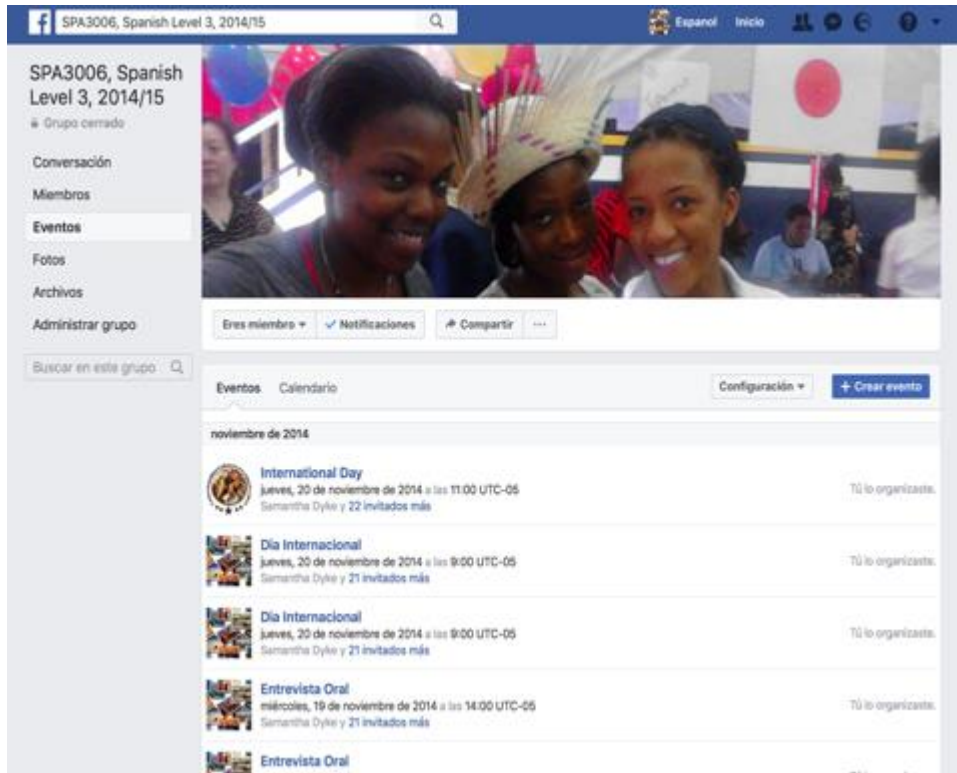 SPA3006, Spanish Level 3, 2014/15
Espanol Inicio
SPA3006, Spanish
Level 3, 2014/15
Grupo cerrado
Conversación
Miembros
Eventos
Fotos
Archivos
Administrar grupo
Buscar en este grupo
Eres miembro Notificaciones Compartir ...
Eventos Calendario Configuración + Crear evento
noviembre de 2014
International Day
jueves, 20 de noviembre de 2014 a las 11:00 UTC-05
Samantha Dyke y 22 invitados más
Tú lo organizaste.
Dia Internacional
jueves, 20 de noviembre de 2014 a las 9:00 UTC-05
Samantha Dyke y 21 invitados más
Tú lo organizaste.
Dia Internacional
jueves, 20 de noviembre de 2014 a las 9:00 UTC-05
Samantha Dyke y 21 invitados más
Tú lo organizaste.
Entrevista Oral
miércoles, 19 de noviembre de 2014 a las 14:00 UTC-05
Samantha Dyke y 21 invitados más
Tú lo organizaste.
Entrevista Oral